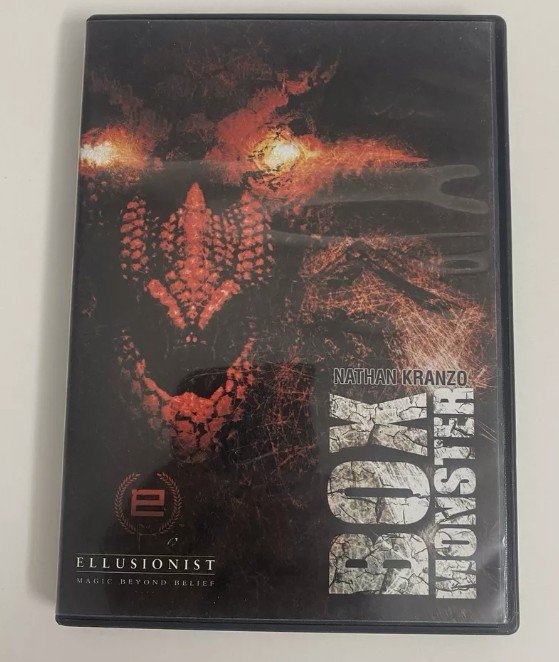 NATHAN KRANZO
BOX
MONSTER
e
ELLUSIONIST
MAGIC BEYOND BELIEF